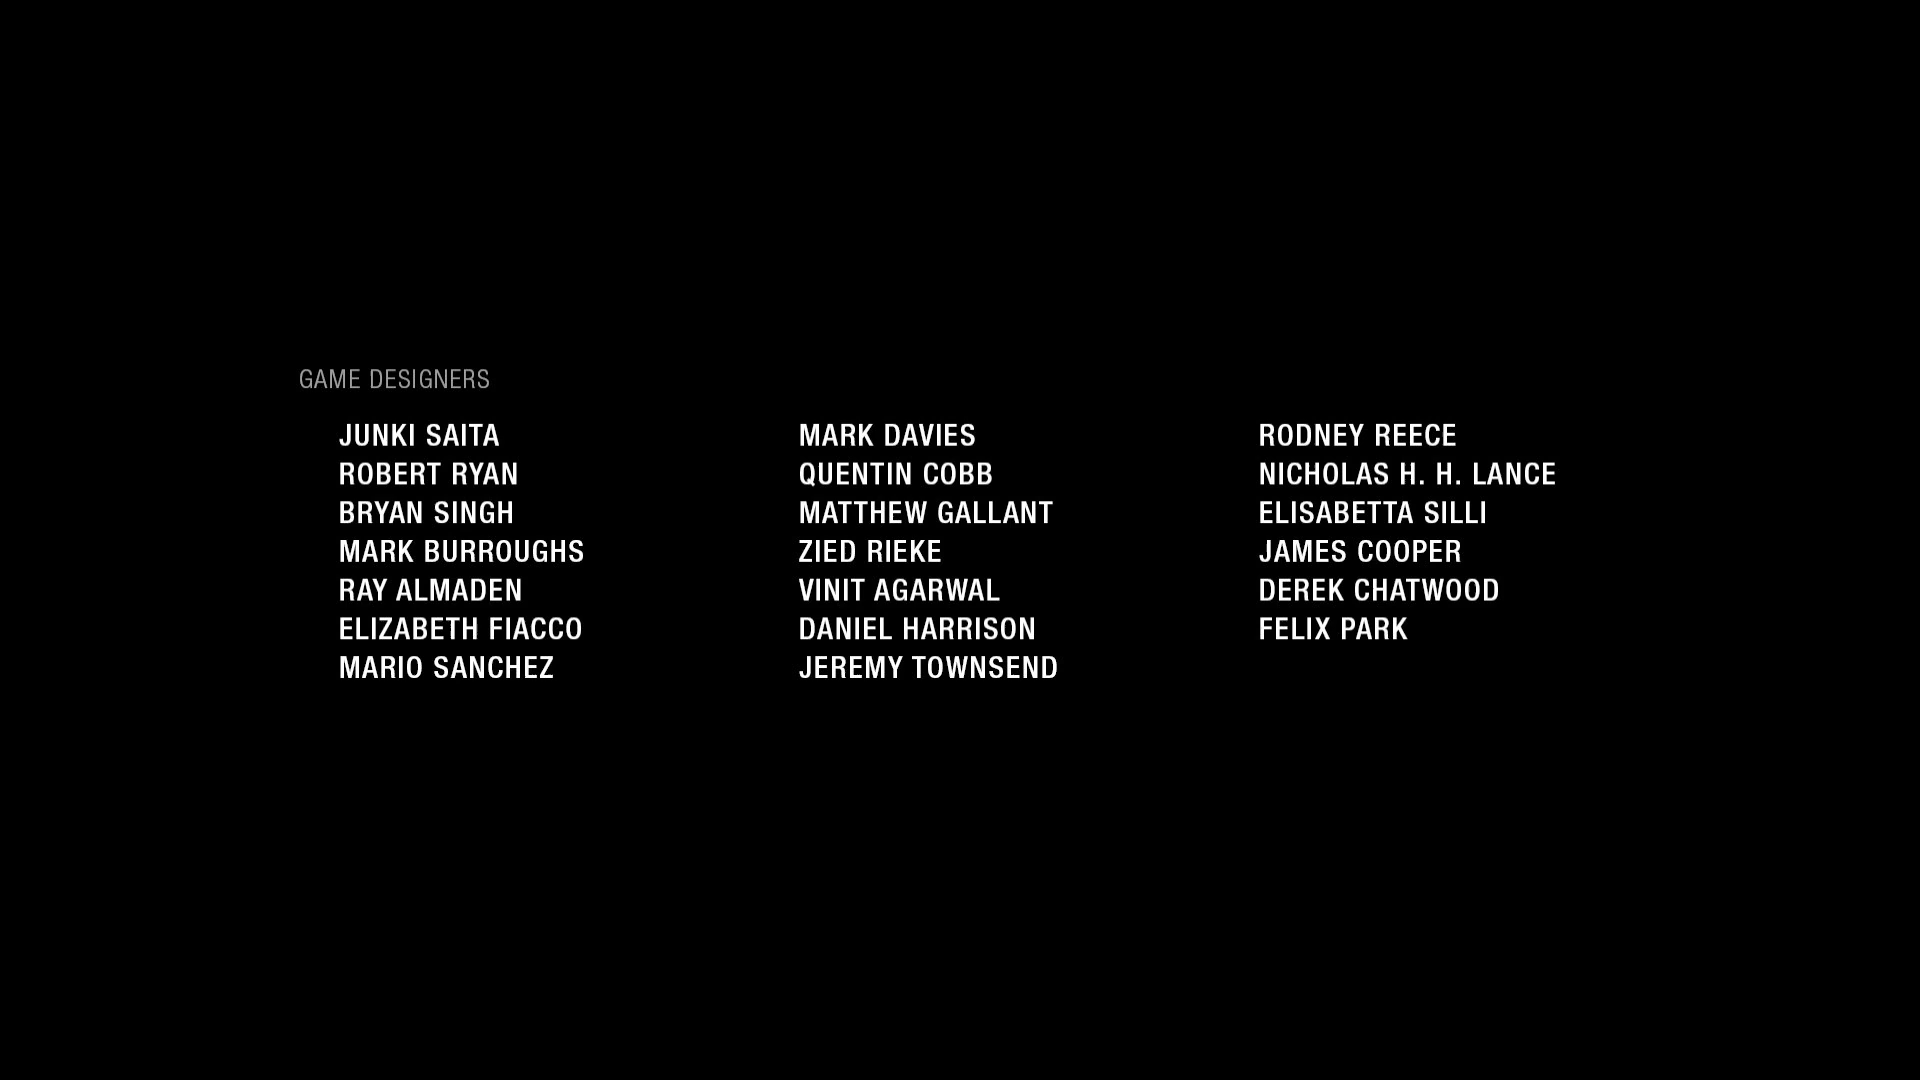 GAME DESIGNERS
JUNKI SAITA
ROBERT RYAN
BRYAN SINGH
MARK BURROUGHS
RAY ALMADEN
ELIZABETH FIACCO
MARIO SANCHEZ
MARK DAVIES
QUENTIN COBB
MATTHEW GALLANT
ZIED RIEKE
VINIT AGARWAL
DANIEL HARRISON
JEREMY TOWNSEND
RODNEY REECE
NICHOLAS H. H. LANCE
ELISABETTA SILLI
JAMES COOPER
DEREK CHATWOOD
FELIX PARK